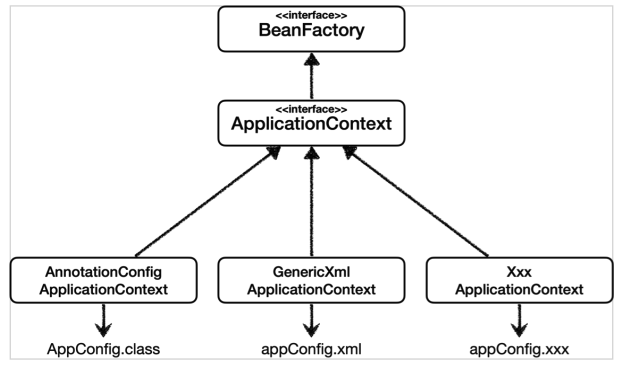 <<interface>>
BeanFactory
<<interface>>
ApplicationContext
AnnotationConfig
ApplicationContext
GenericXml
ApplicationContext
Xxx
ApplicationContext
AppConfig.class
appConfig.xml
appConfig.xxx